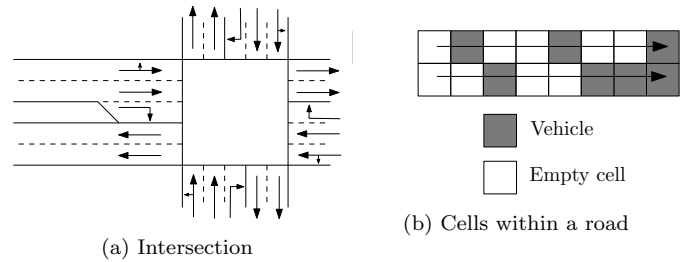 Vehicle
Empty cell
(a) Intersection
(b) Cells within a road